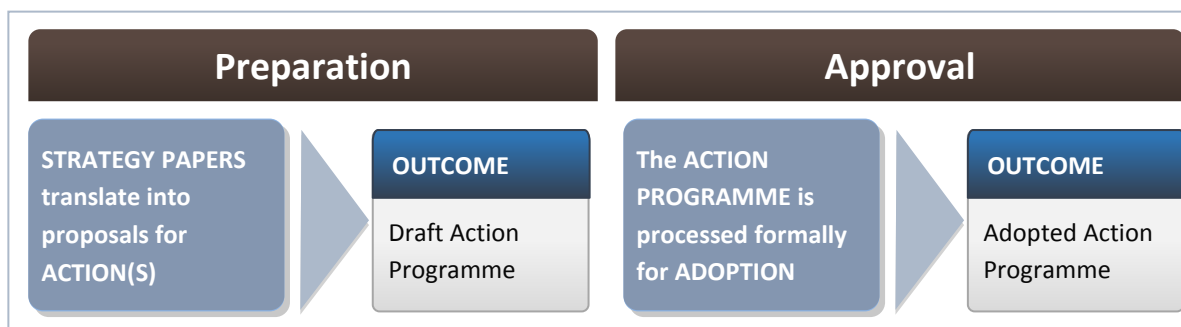 Preparation
STRATEGY PAPERS
translate into
proposals for
ACTION(S)
OUTCOME
Draft Action
Programme
Approval
The ACTION
PROGRAMME is
processed formally
for ADOPTION
OUTCOME
Adopted Action
Programme